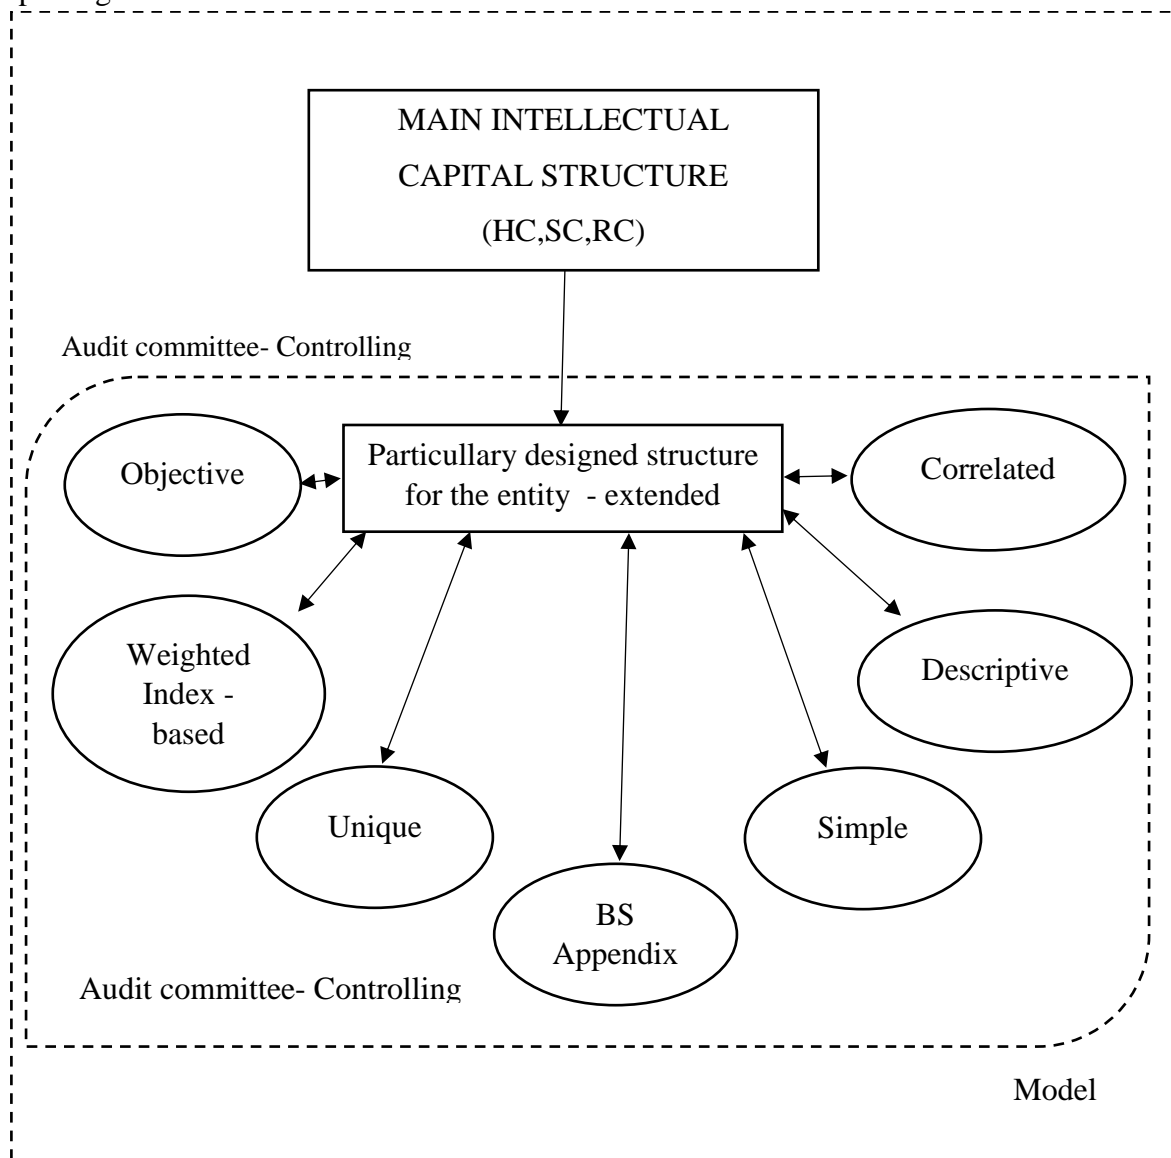 MAIN INTELLECTUAL
CAPITAL STRUCTURE
(HC,SC,RC)
Audit committee- Controlling
Objective
Particullary designed structure
for the entity - extended
Correlated
Weighted
Index -
based
Descriptive
Unique
Simple
BS
Appendix
Audit committee- Controlling
Model